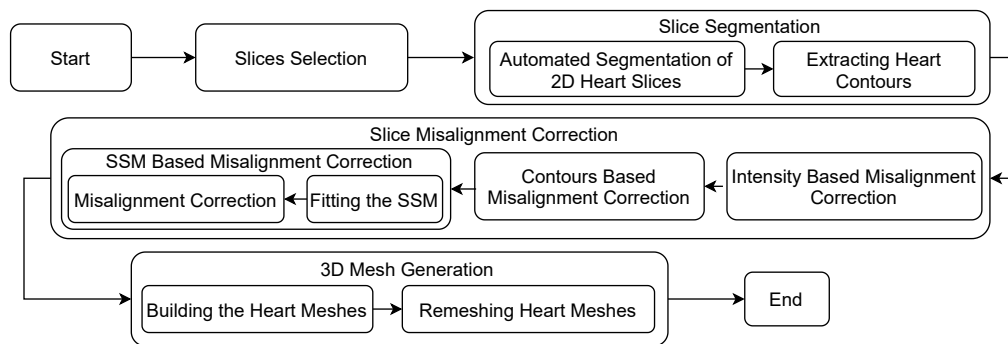 Start
Slices Selection
Slice Segmentation
Automated Segmentation of
2D Heart Slices
Extracting Heart
Contours
Slice Misalignment Correction
Intensity Based Misalignment
Correction
Contours Based
Misalignment Correction
SSM Based Misalignment Correction
Fitting the SSM
Misalignment Correction
3D Mesh Generation
Building the Heart Meshes
Remeshing Heart Meshes
End